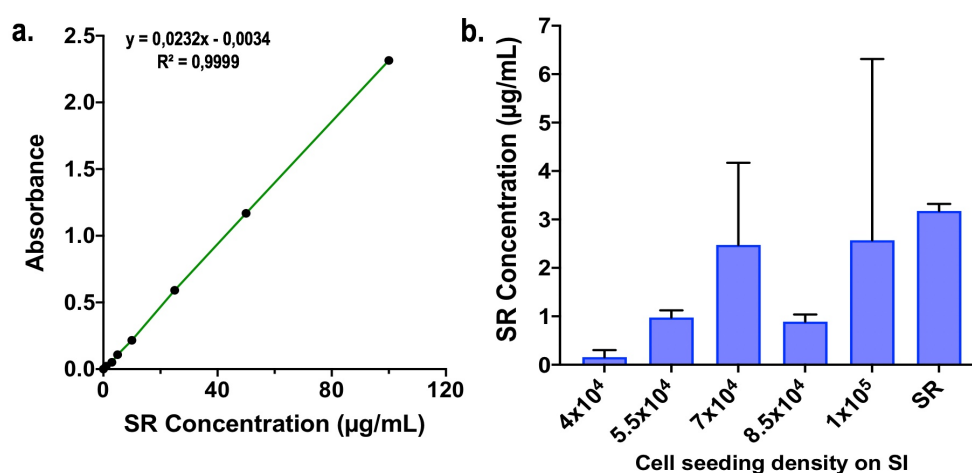 a.
y = 0,0232x - 0,0034
R² = 0,9999
Absorbance
2.5
2.0
1.5
1.0
0.5
0.0
0
40
80
120
SR Concentration (µg/mL)
b.
SR Concentration (µg/mL)
7
6
5
4
3
2
1
0
4x10⁴
5.5x10⁴
7x10⁴
8.5x10⁴
1x10⁵
SR
Cell seeding density on SI